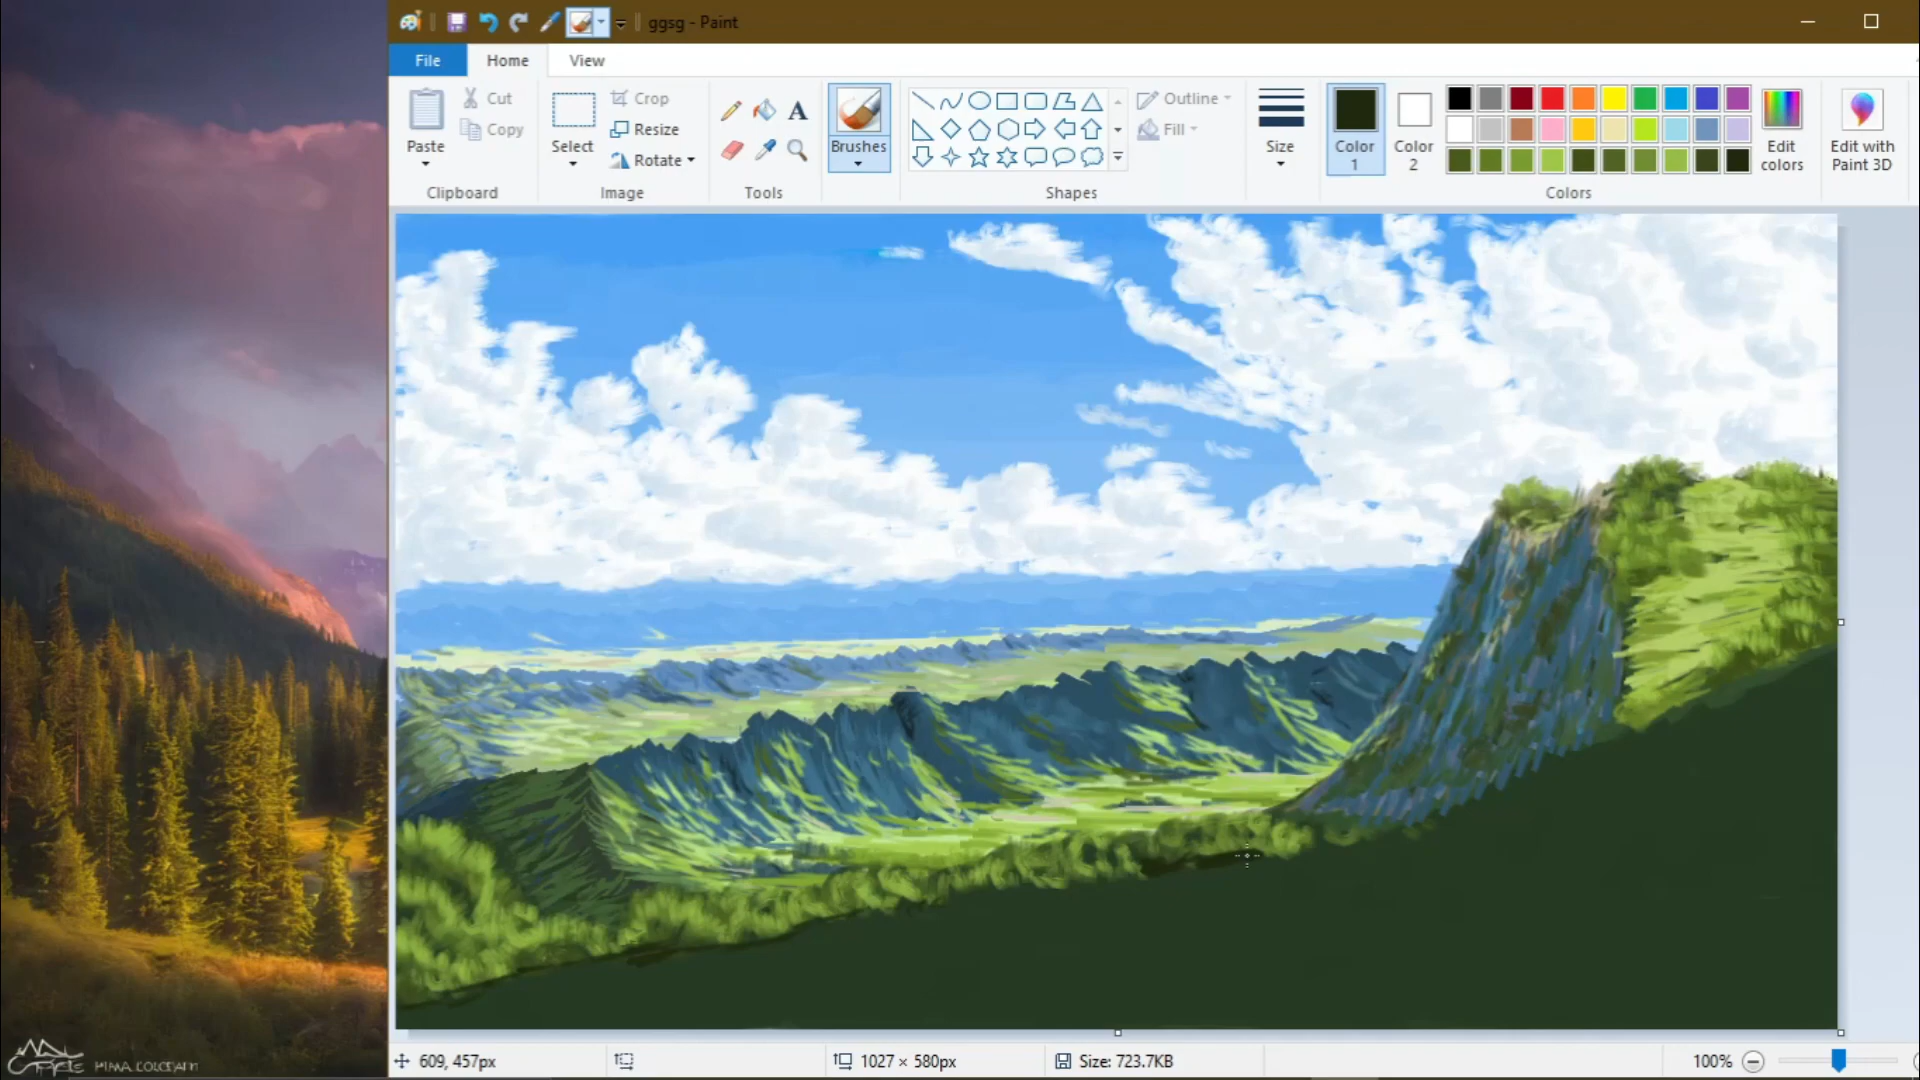 ggsg - Paint
File Home View
Cut
Copy
Paste
Clipboard
Crop
Resize
Rotate
Select
Image
A
Tools
Brushes
Outline
Fill
Shapes
Size
Color 1
Color 2
Edit colors
Colors
Edit with Paint 3D
609, 457px
1027 × 580px
Size: 723.7KB
100%